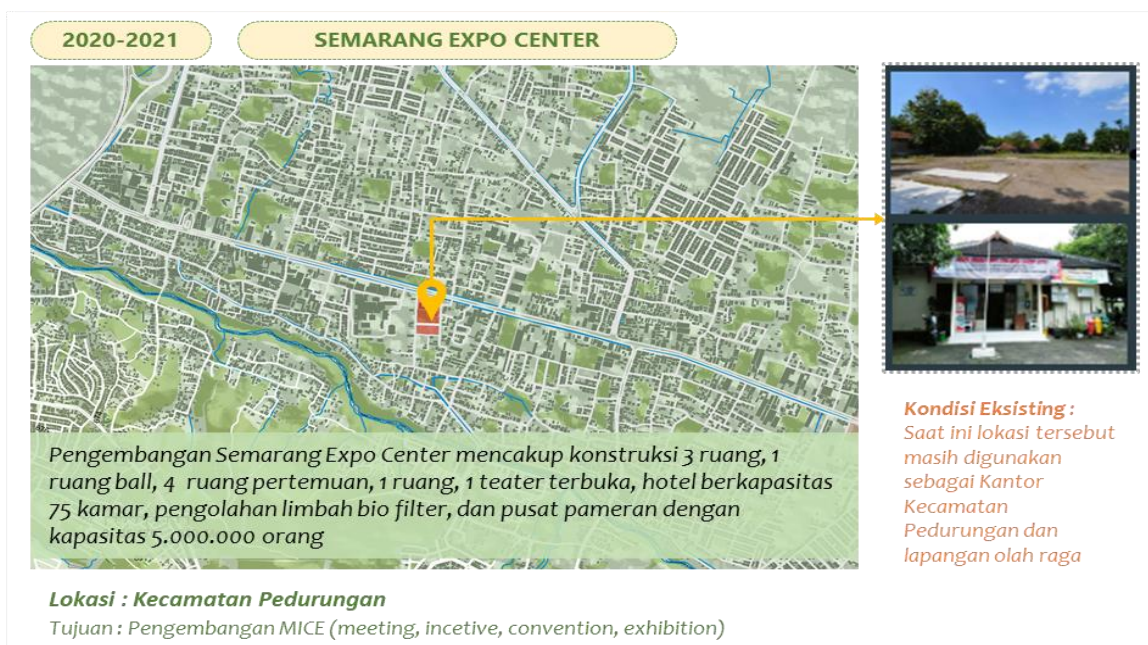 2020-2021
SEMARANG EXPO CENTER
Pengembangan Semarang Expo Center mencakup konstruksi 3 ruang, 1
ruang ball, 4 ruang pertemuan, 1 ruang, 1 teater terbuka, hotel berkapasitas
75 kamar, pengolahan limbah bio filter, dan pusat pameran dengan
kapasitas 5.000.000 orang
Kondisi Eksisting :
Saat ini lokasi tersebut
masih digunakan
sebagai Kantor
Kecamatan
Pedurungan dan
lapangan olah raga
Lokasi : Kecamatan Pedurungan
Tujuan : Pengembangan MICE (meeting, incetive, convention, exhibition)